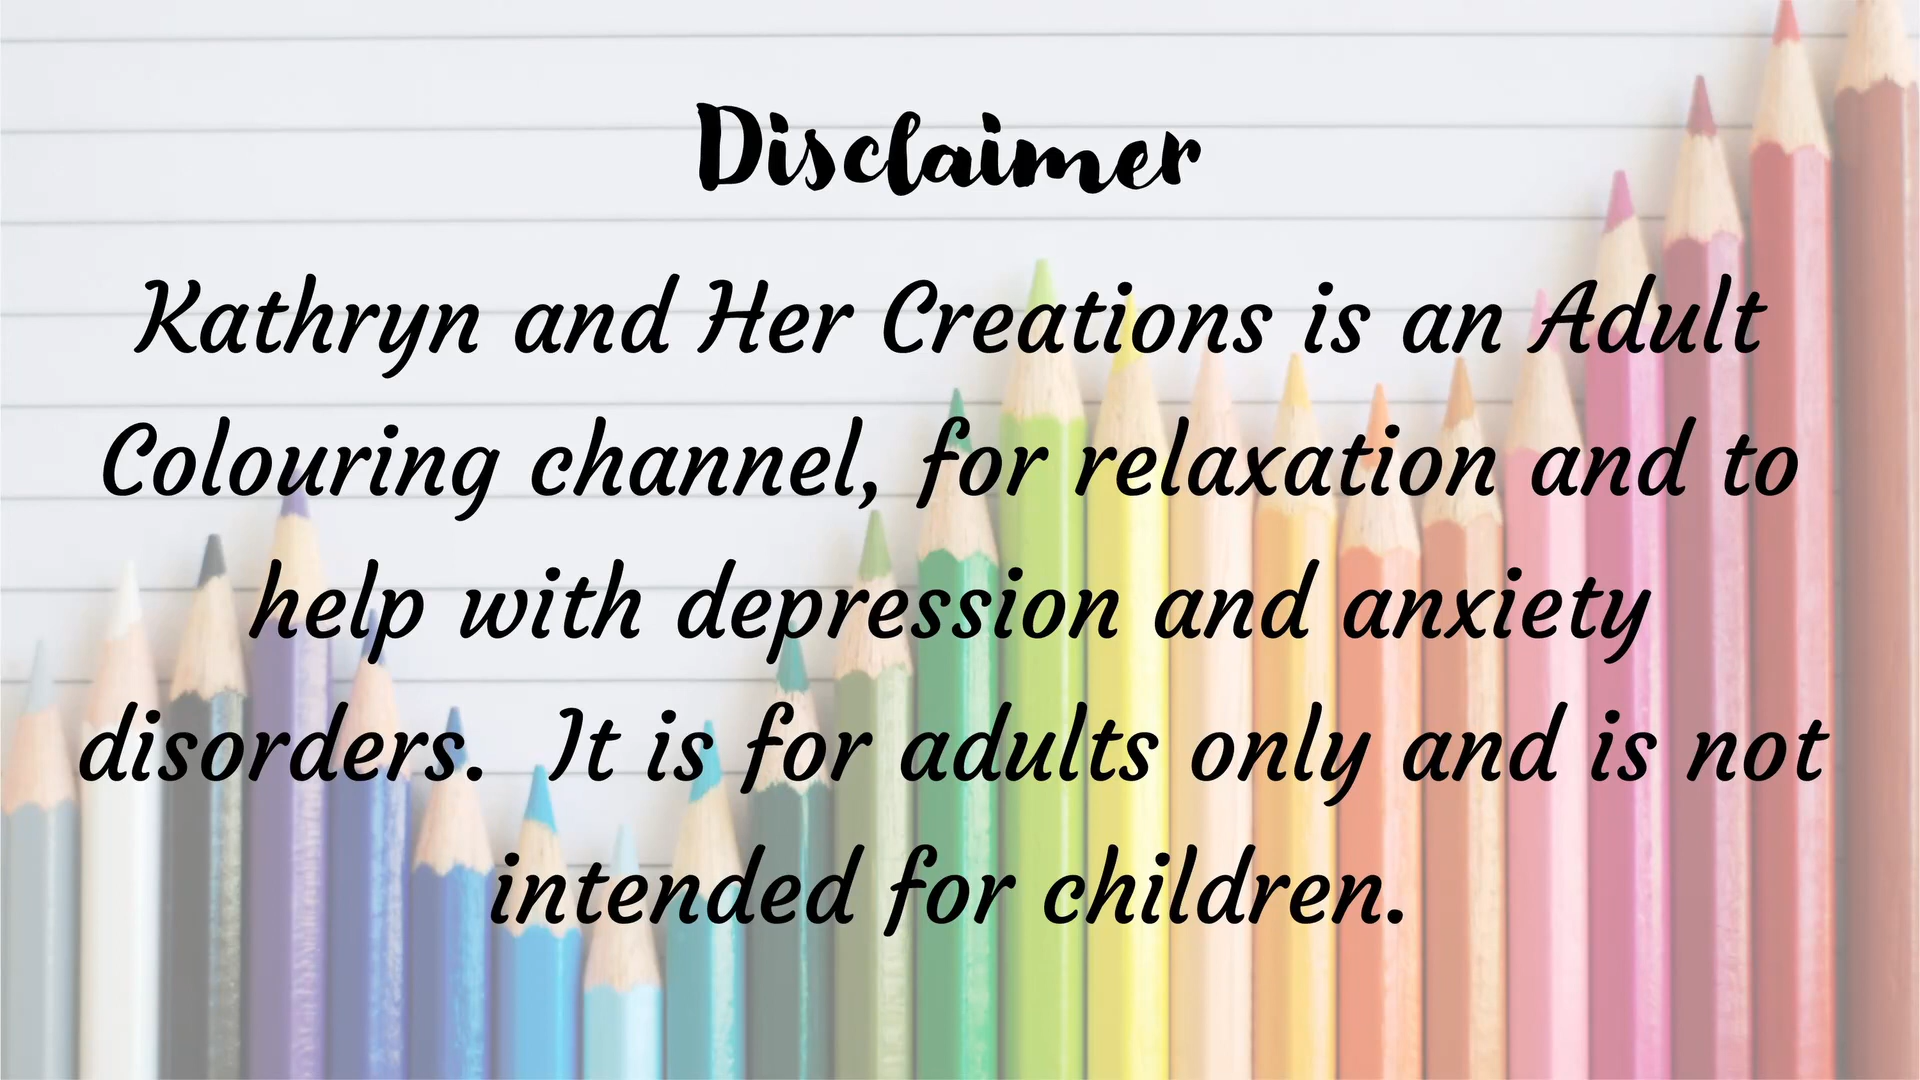 Disclaimer
Kathryn and Her Creations is an Adult
Colouring channel, for relaxation and to
help with depression and anxiety
disorders.  It is for adults only and is not
intended for children.